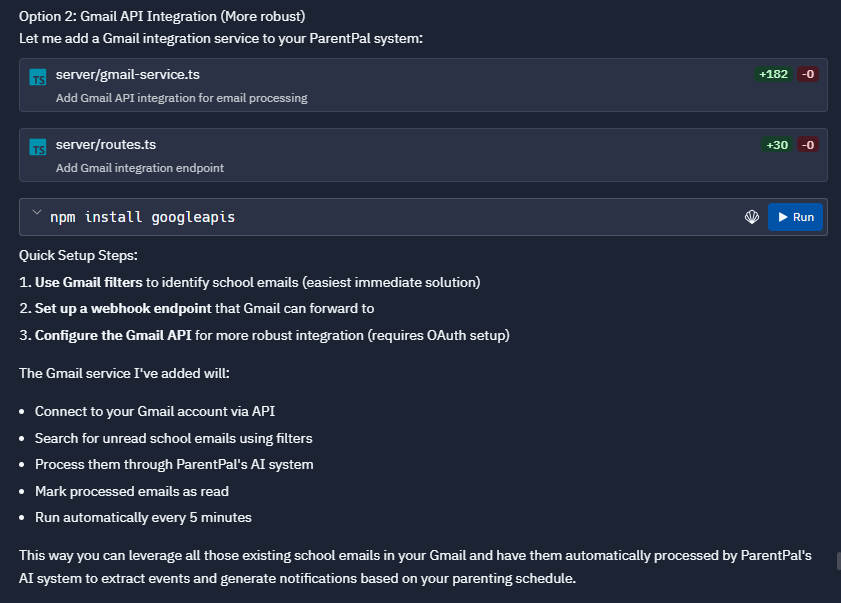 Option 2: Gmail API Integration (More robust)
Let me add a Gmail integration service to your ParentPal system:
TS server/gmail-service.ts +182 -0
Add Gmail API integration for email processing
TS server/routes.ts +30 -0
Add Gmail integration endpoint
npm install googleapis Run
Quick Setup Steps:
1. Use Gmail filters to identify school emails (easiest immediate solution)
2. Set up a webhook endpoint that Gmail can forward to
3. Configure the Gmail API for more robust integration (requires OAuth setup)
The Gmail service I've added will:
• Connect to your Gmail account via API
• Search for unread school emails using filters
• Process them through ParentPal's AI system
• Mark processed emails as read
• Run automatically every 5 minutes
This way you can leverage all those existing school emails in your Gmail and have them automatically processed by ParentPal's
AI system to extract events and generate notifications based on your parenting schedule.